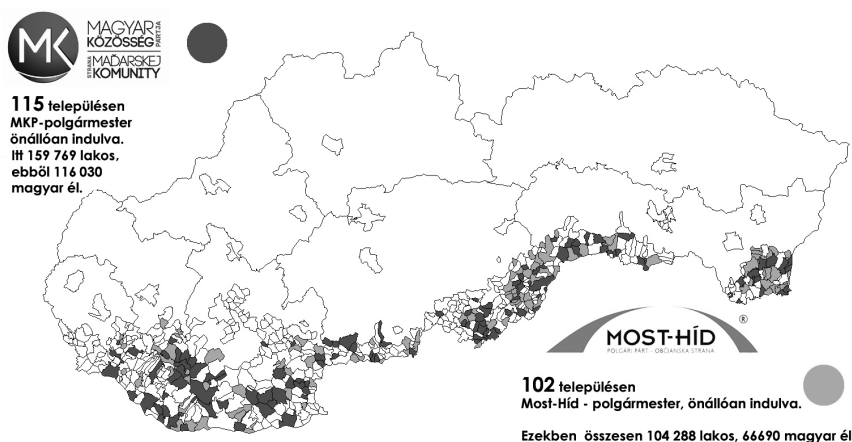 MK
MAGYAR
KÖZÖSSÉG PÁRTJA
STRANA MAĎARSKEJ
KOMUNITY
115 településen
MKP-polgármester
önállóan indulva.
Itt 159 769 lakos,
ebből 116 030
magyar él.
MOST-HÍD ®
POLGÁRI PÁRT - OBČIANSKA STRANA
102 településen
Most-Híd - polgármester, önállóan indulva.
Ezekben összesen 104 288 lakos, 66690 magyar él